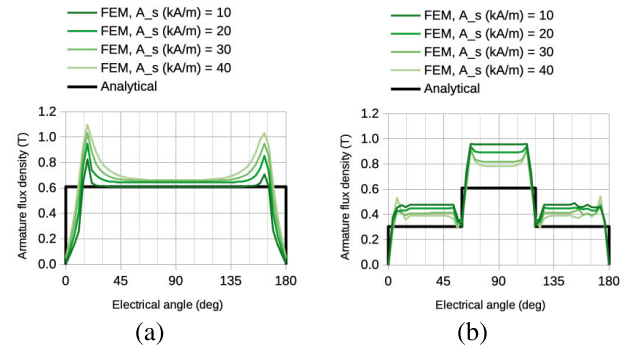 FEM, A_s (kA/m) = 10
FEM, A_s (kA/m) = 20
FEM, A_s (kA/m) = 30
FEM, A_s (kA/m) = 40
Analytical
Armature flux density (T)
1.2
1.0
0.8
0.6
0.4
0.2
0.0
0 45 90 135 180
Electrical angle (deg)
(a)
FEM, A_s (kA/m) = 10
FEM, A_s (kA/m) = 20
FEM, A_s (kA/m) = 30
FEM, A_s (kA/m) = 40
Analytical
Armature flux density (T)
1.2
1.0
0.8
0.6
0.4
0.2
0.0
0 45 90 135 180
Electrical angle (deg)
(b)